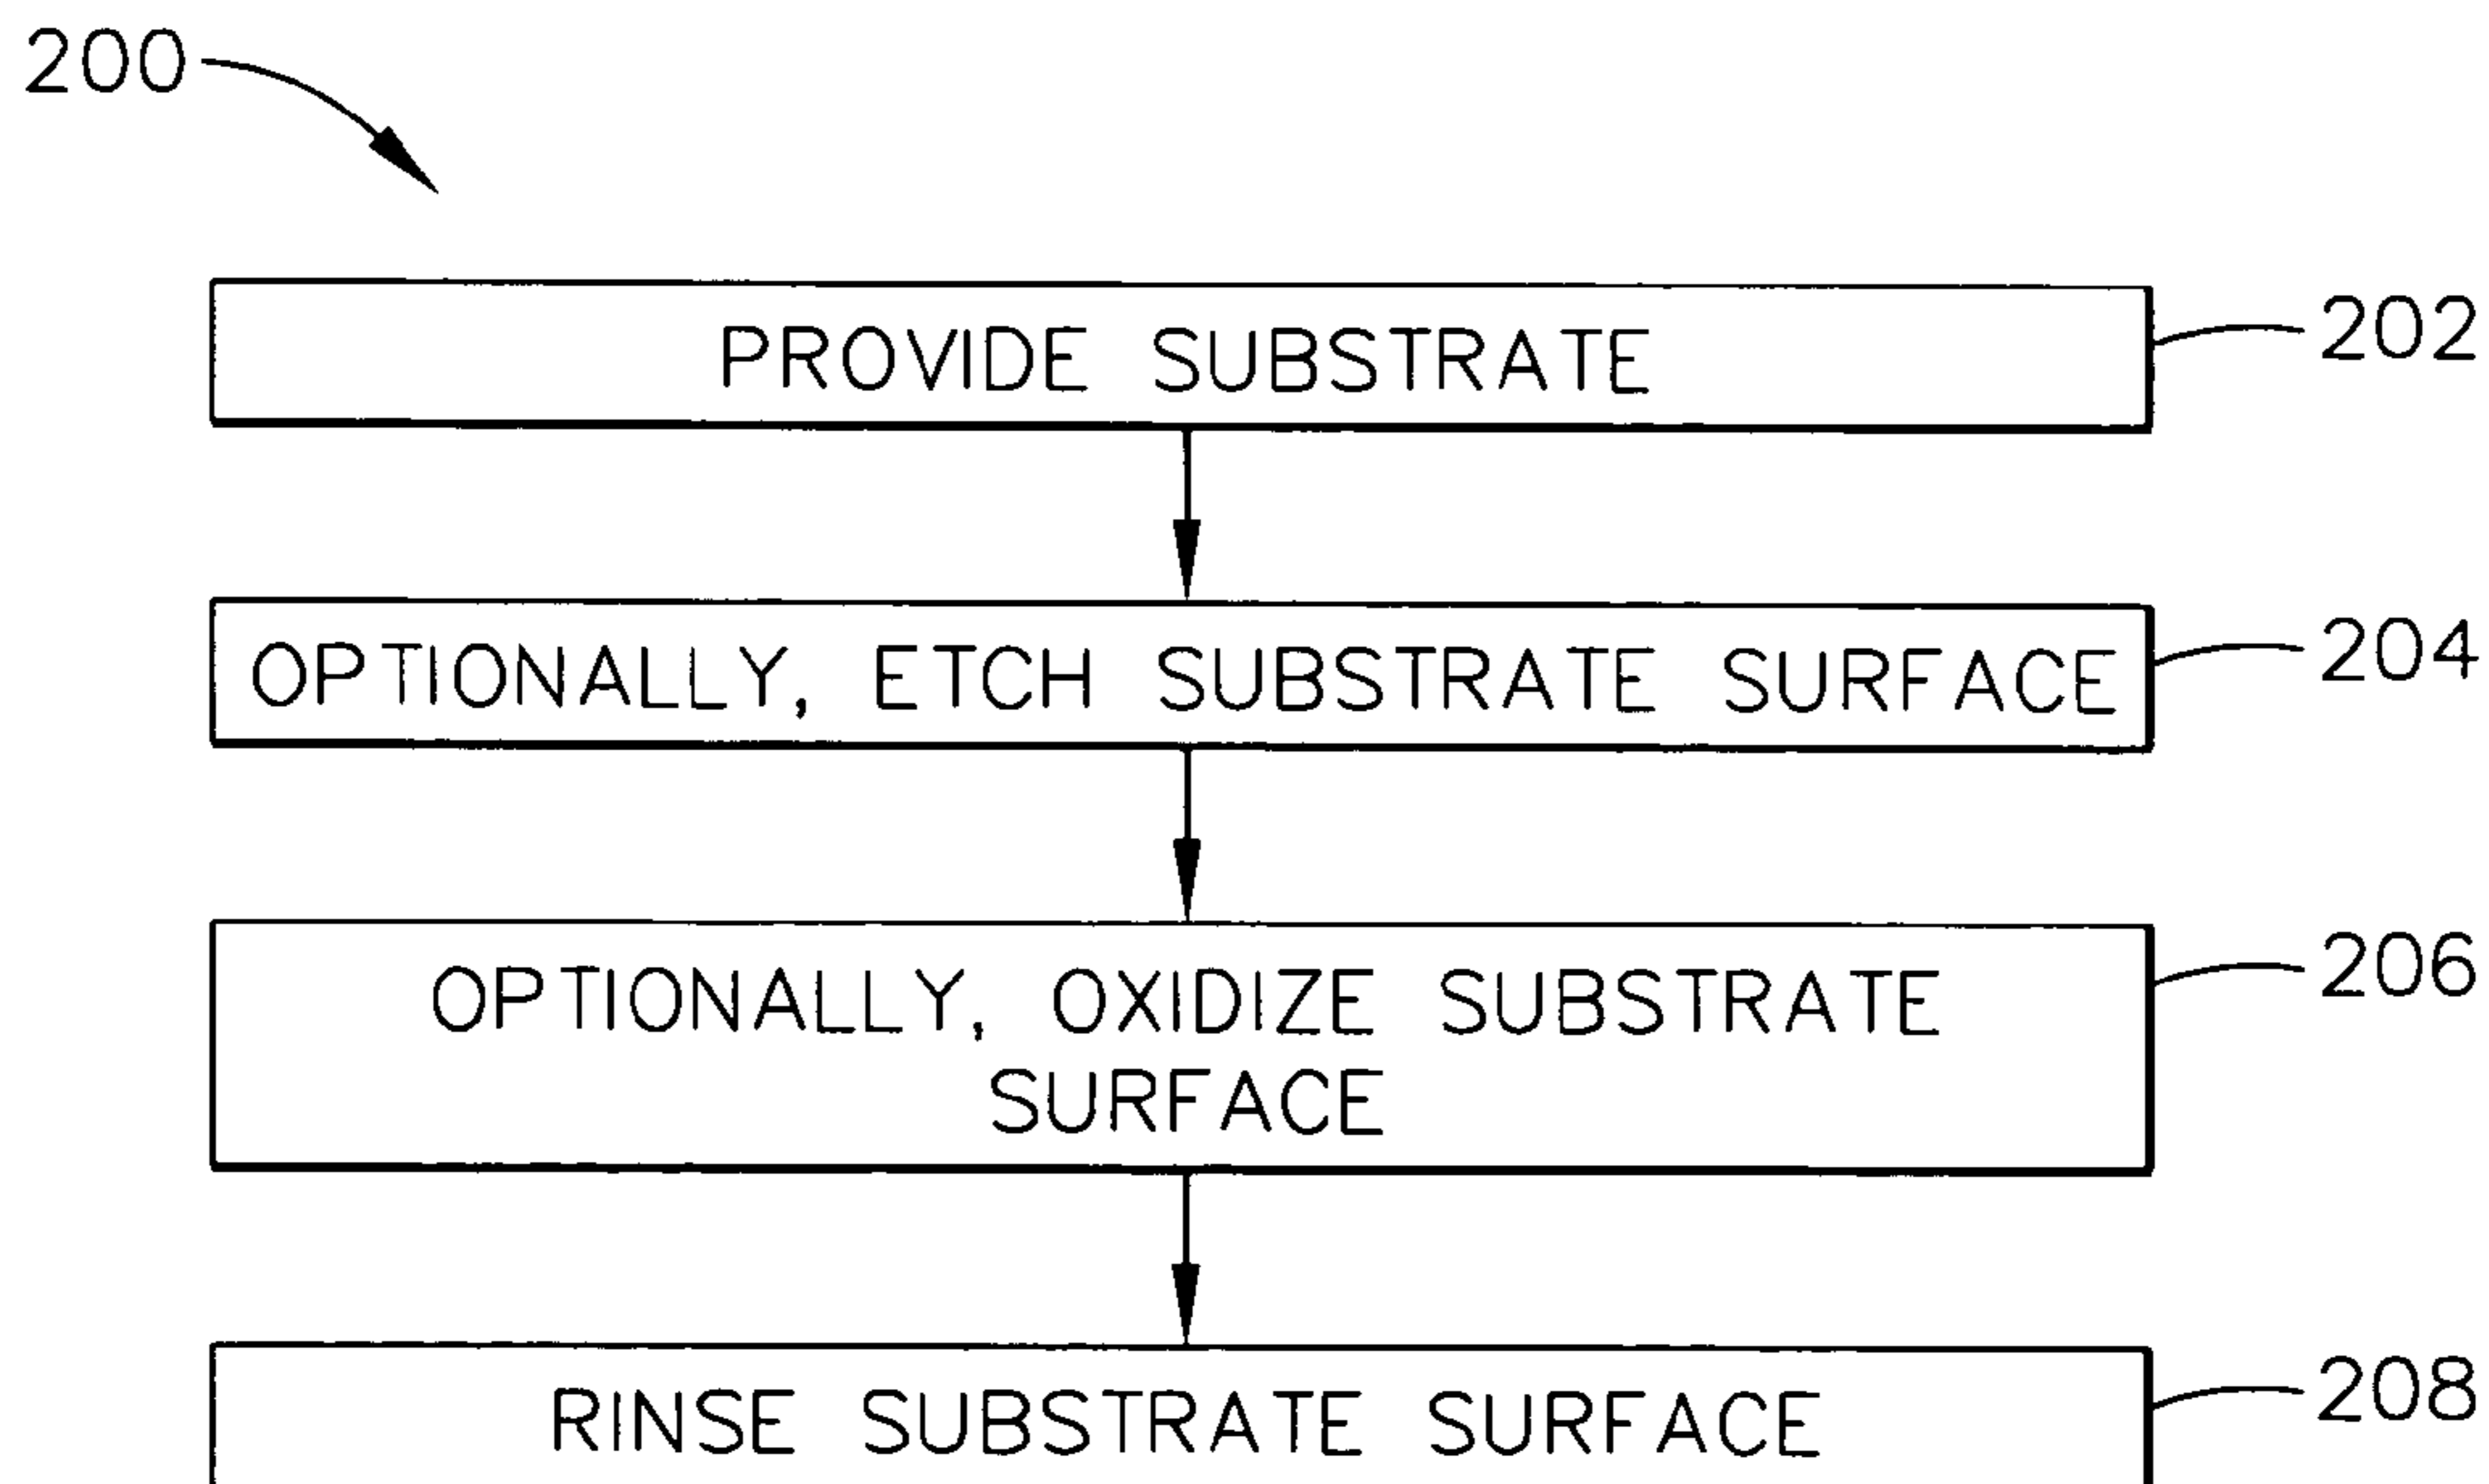 200
PROVIDE SUBSTRATE
202
OPTIONALLY, ETCH SUBSTRATE SURFACE
204
OPTIONALLY, OXIDIZE SUBSTRATE
SURFACE
206
RINSE SUBSTRATE SURFACE
208